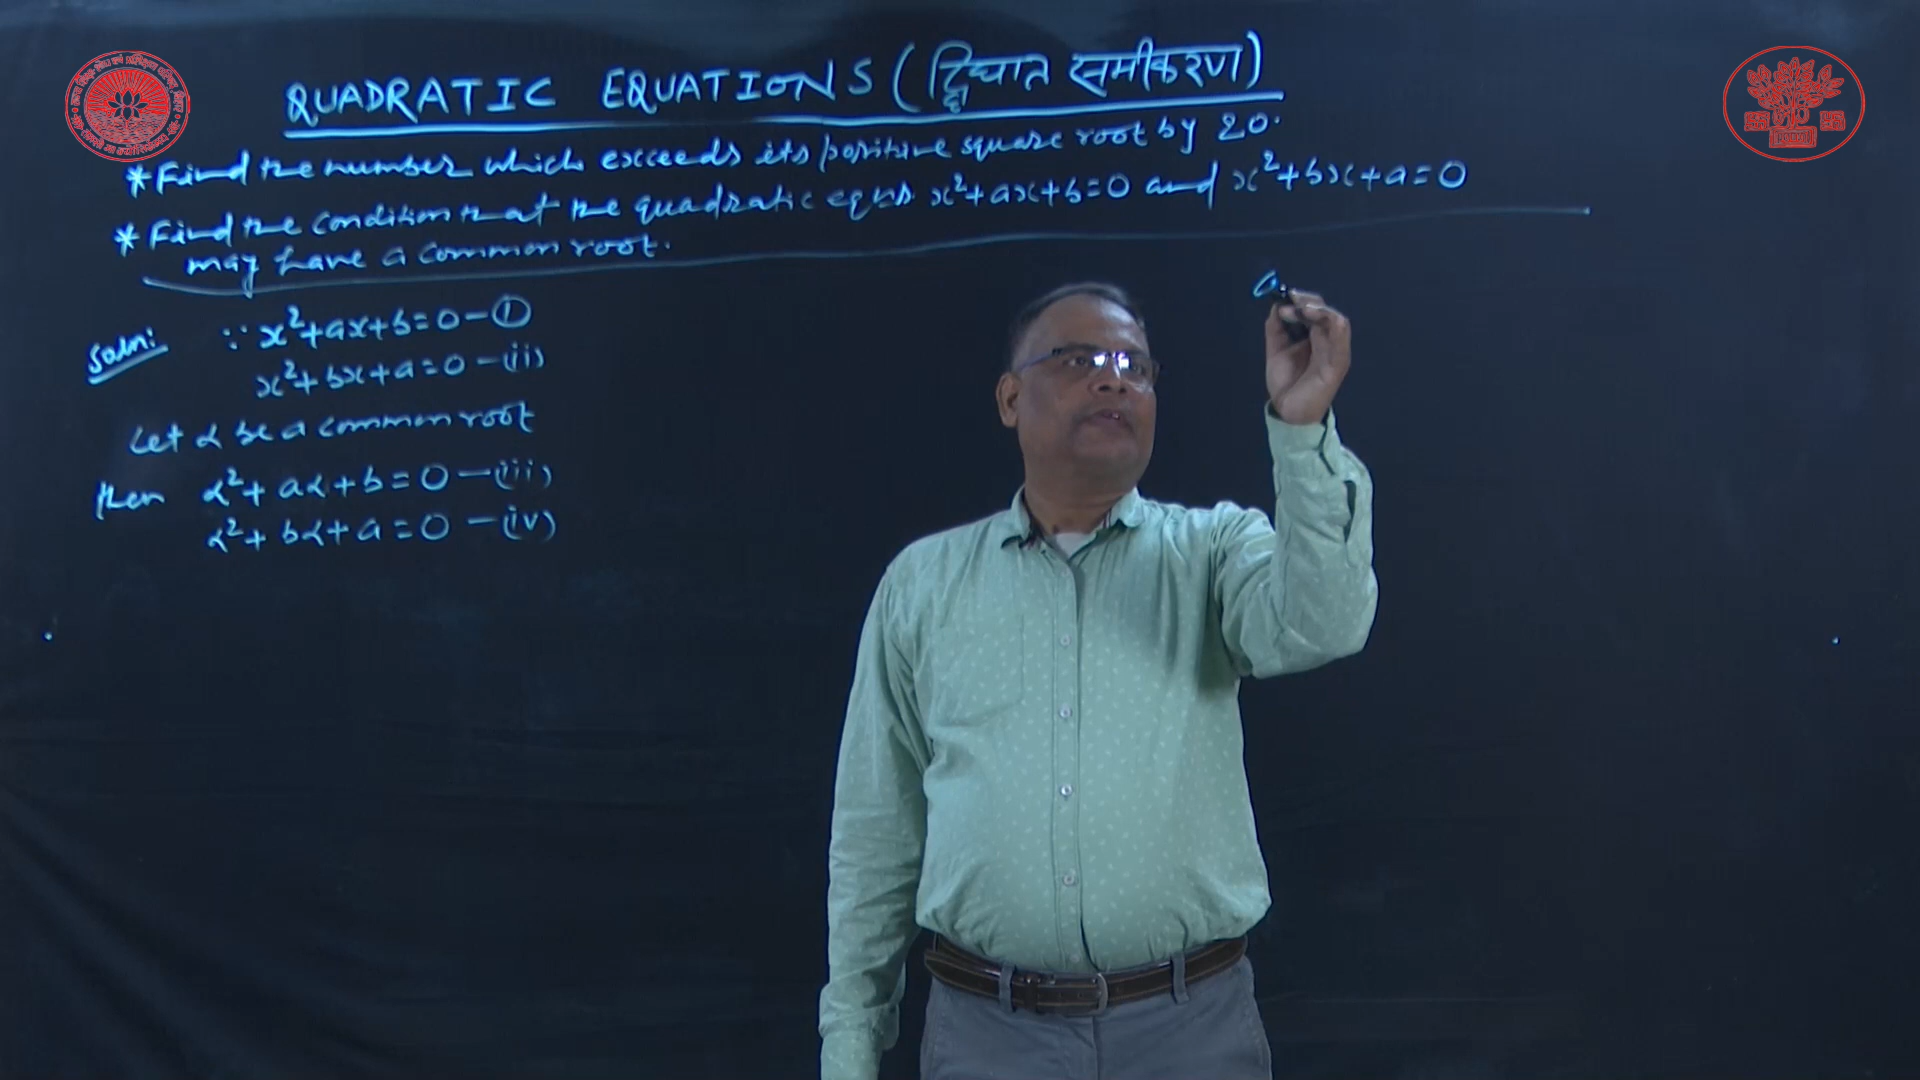 QUADRATIC EQUATIONS (द्विघात समीकरण)
* Find the number which exceeds its positive square root by 20.
* Find the condition that the quadratic eqns x²+ax+b=0 and x²+bx+a=0
may have a common root.
Soln: ∵ x²+ax+b=0 —(1)
x²+bx+a=0 —(ii)
Let α be a common root
then α²+aα+b=0 —(iii)
α²+bα+a=0 —(iv)
a